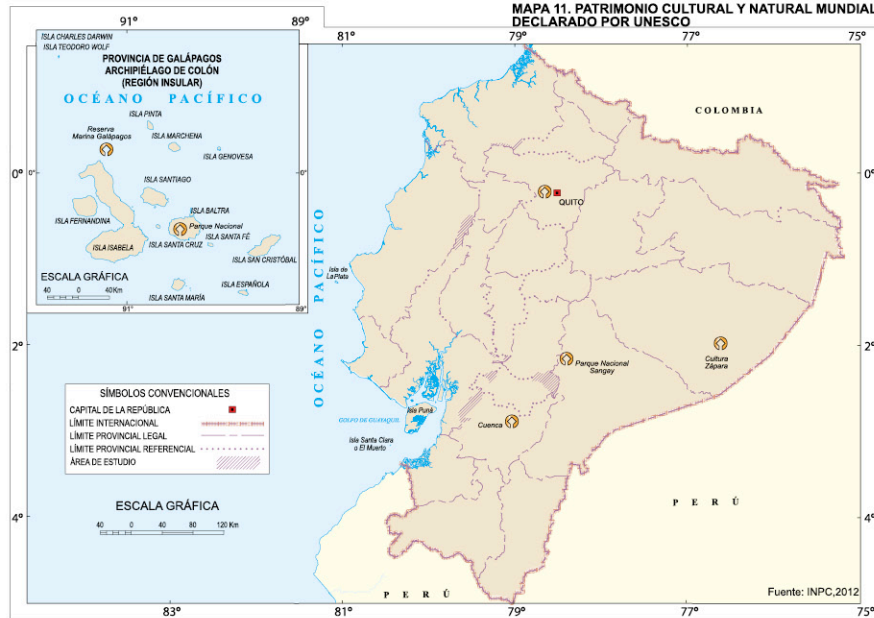 MAPA 11. PATRIMONIO CULTURAL Y NATURAL MUNDIAL
DECLARADO POR UNESCO
91°
89°
81°
79°
77°
75°
ISLA CHARLES DARWIN
ISLA TEODORO WOLF
PROVINCIA DE GALÁPAGOS
ARCHIPIÉLAGO DE COLÓN
(REGIÓN INSULAR)
OCÉANO PACÍFICO
ISLA PINTA
Reserva
Marina Galápagos
ISLA MARCHENA
ISLA GENOVESA
0°
0°
0°
ISLA SANTIAGO
ISLA BALTRA
ISLA FERNANDINA
Parque Nacional
ISLA SANTA CRUZ
ISLA SANTA FÉ
ISLA ISABELA
ISLA SAN CRISTÓBAL
ESCALA GRÁFICA
40 0 40Km
ISLA SANTA MARÍA
ISLA ESPAÑOLA
91°
89°
COLOMBIA
QUITO
OCÉANO PACÍFICO
Isla de
La Plata
2°
2°
Parque Nacional
Sangay
Cultura
Zápara
Isla Puná
GOLFO DE GUAYAQUIL
Cuenca
Isla Santa Clara
o El Muerto
SÍMBOLOS CONVENCIONALES
CAPITAL DE LA REPÚBLICA
LÍMITE INTERNACIONAL
LÍMITE PROVINCIAL LEGAL
LÍMITE PROVINCIAL REFERENCIAL
ÁREA DE ESTUDIO
ESCALA GRÁFICA
40 0 40 80 120 Km
4°
4°
PERÚ
PERÚ
Fuente: INPC,2012
83°
81°
79°
77°